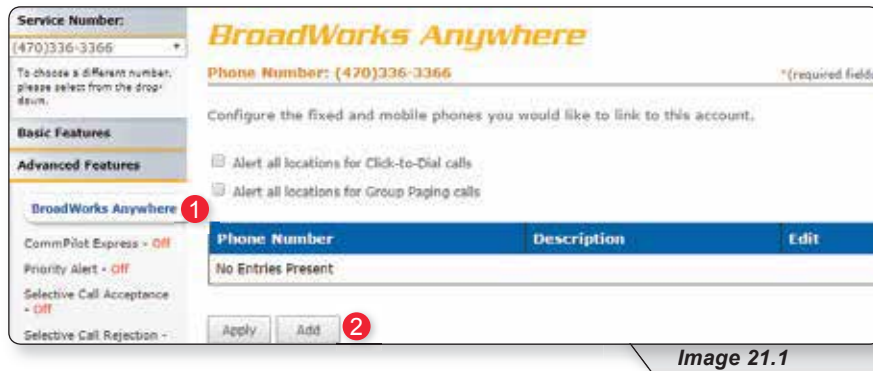 Service Number:
(470)336-3366
To choose a different number,
please select from the drop-
down.
Basic Features
Advanced Features
BroadWorks Anywhere 1
CommPilot Express - Off
Priority Alert - Off
Selective Call Acceptance
- Off
Selective Call Rejection -
BroadWorks Anywhere
Phone Number: (470)336-3366 *(required fields
Configure the fixed and mobile phones you would like to link to this account.
Alert all locations for Click-to-Dial calls
Alert all locations for Group Paging calls
Phone Number Description Edit
No Entries Present
Apply Add 2
Image 21.1